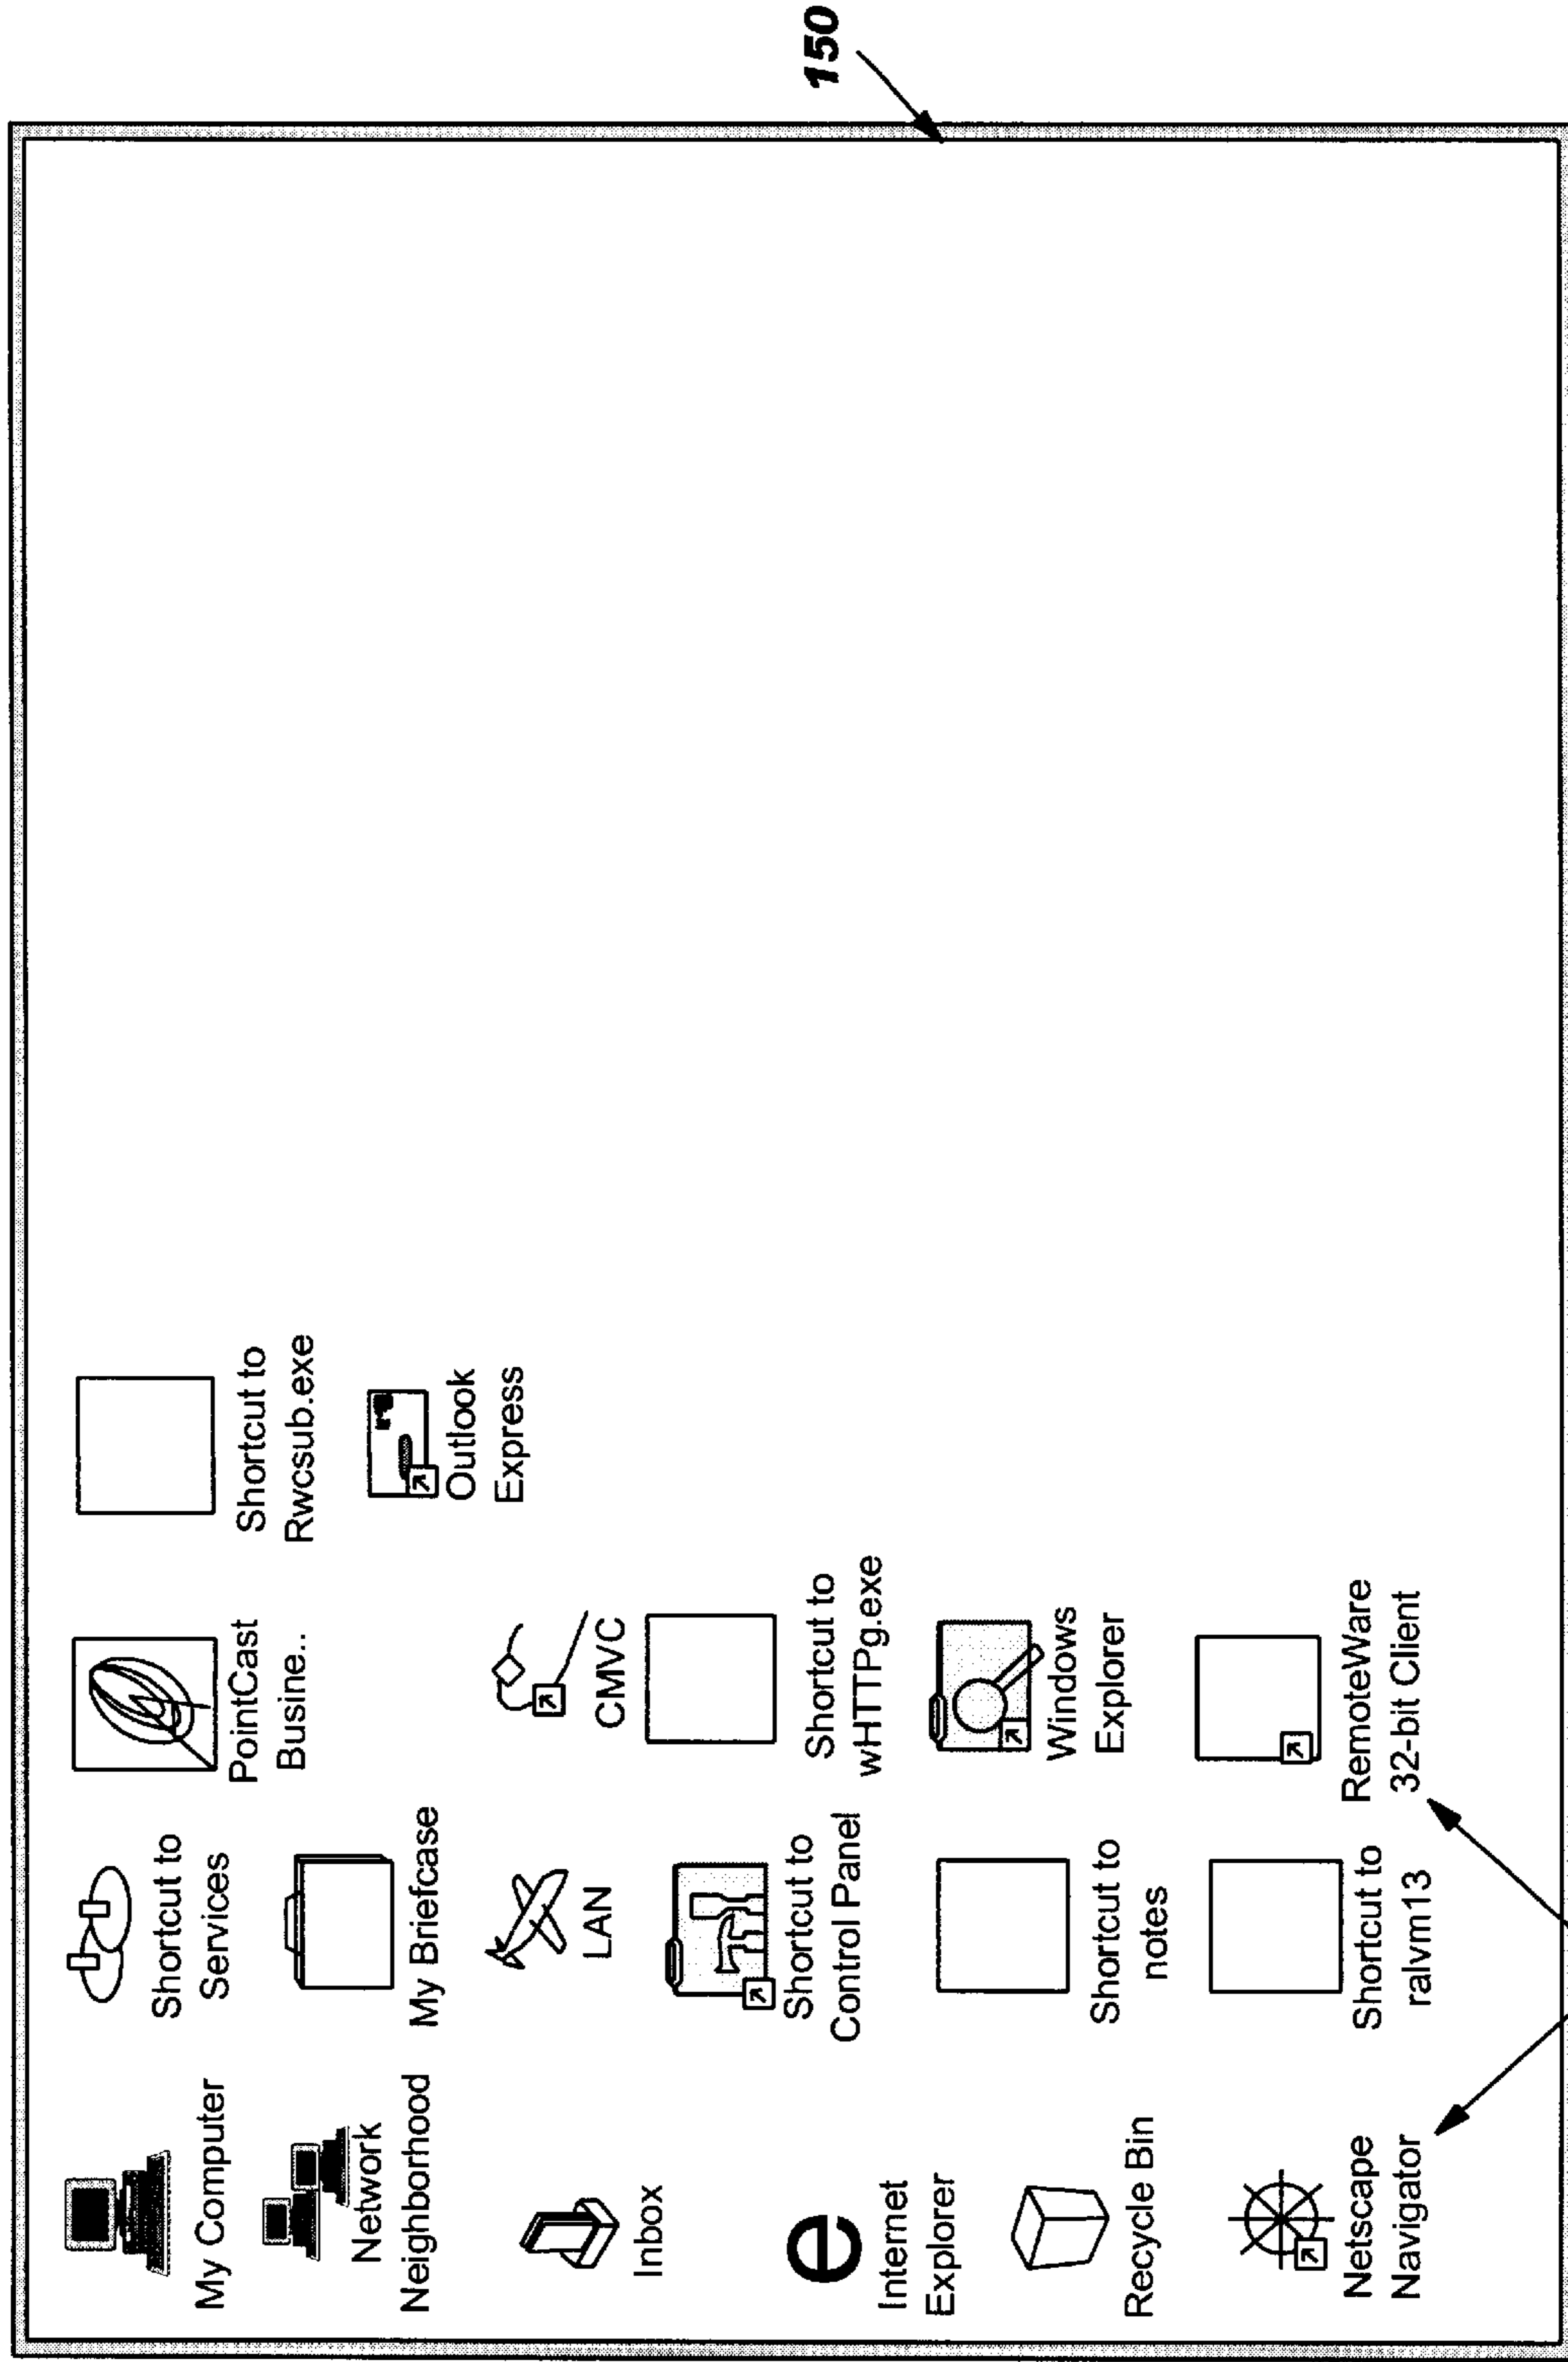 150
My Computer
Shortcut to
Services
PointCast
Busine..
Shortcut to
Rwcsub.exe
Network
Neighborhood
My Briefcase
Outlook
Express
Inbox
LAN
CMVC
e
Internet
Explorer
Shortcut to
Control Panel
Shortcut to
wHTTPg.exe
Recycle Bin
Shortcut to
notes
Windows
Explorer
Netscape
Navigator
Shortcut to
ralvm13
RemoteWare
32-bit Client